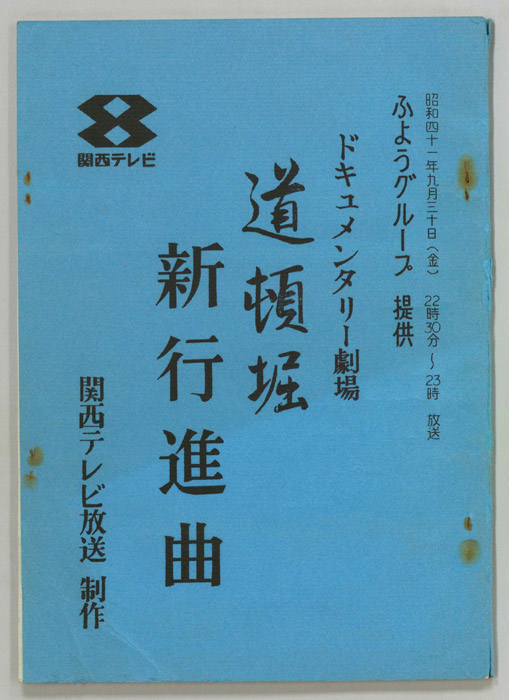 昭和四十一年九月三十日(金) 22時30分~23時 放送
ふようグループ 提供
ドキュメンタリー劇場
道頓堀
新行進曲
関西テレビ放送 制作
関西テレビ